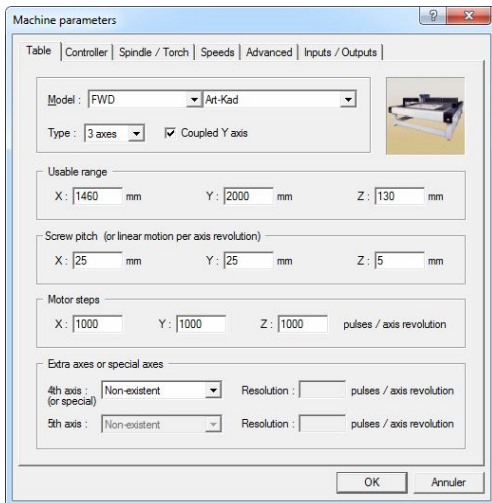 Machine parameters
Table Controller Spindle / Torch Speeds Advanced Inputs / Outputs
Model : FWD Art-Kad
Type : 3 axes Coupled Y axis
Usable range
X : 1460 mm Y : 2000 mm Z : 130 mm
Screw pitch (or linear motion per axis revolution)
X : 25 mm Y : 25 mm Z : 5 mm
Motor steps
X : 1000 Y : 1000 Z : 1000 pulses / axis revolution
Extra axes or special axes
4th axis : Non-existent Resolution : pulses / axis revolution
(or special)
5th axis : Non-existent Resolution : pulses / axis revolution
OK Annuler